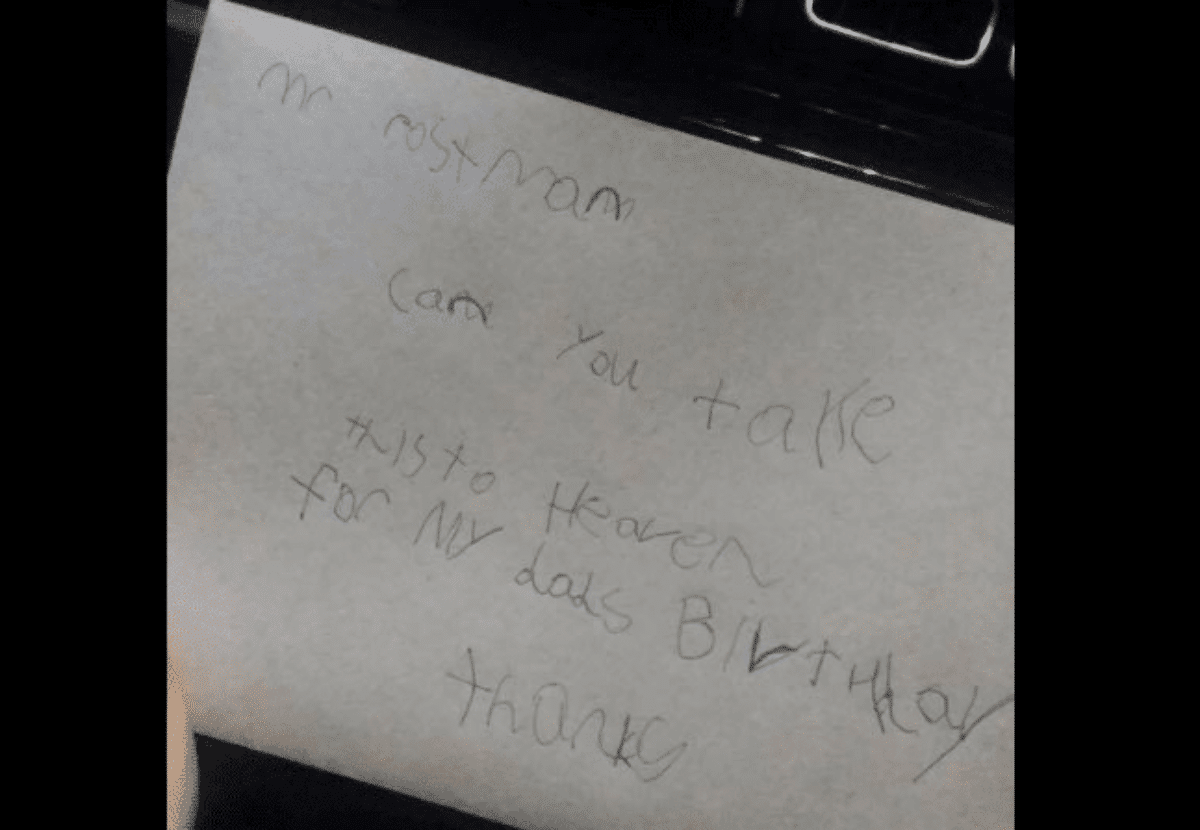 mr Postman
Can you take
this to Heaven
for My dads BirTHday
thanks